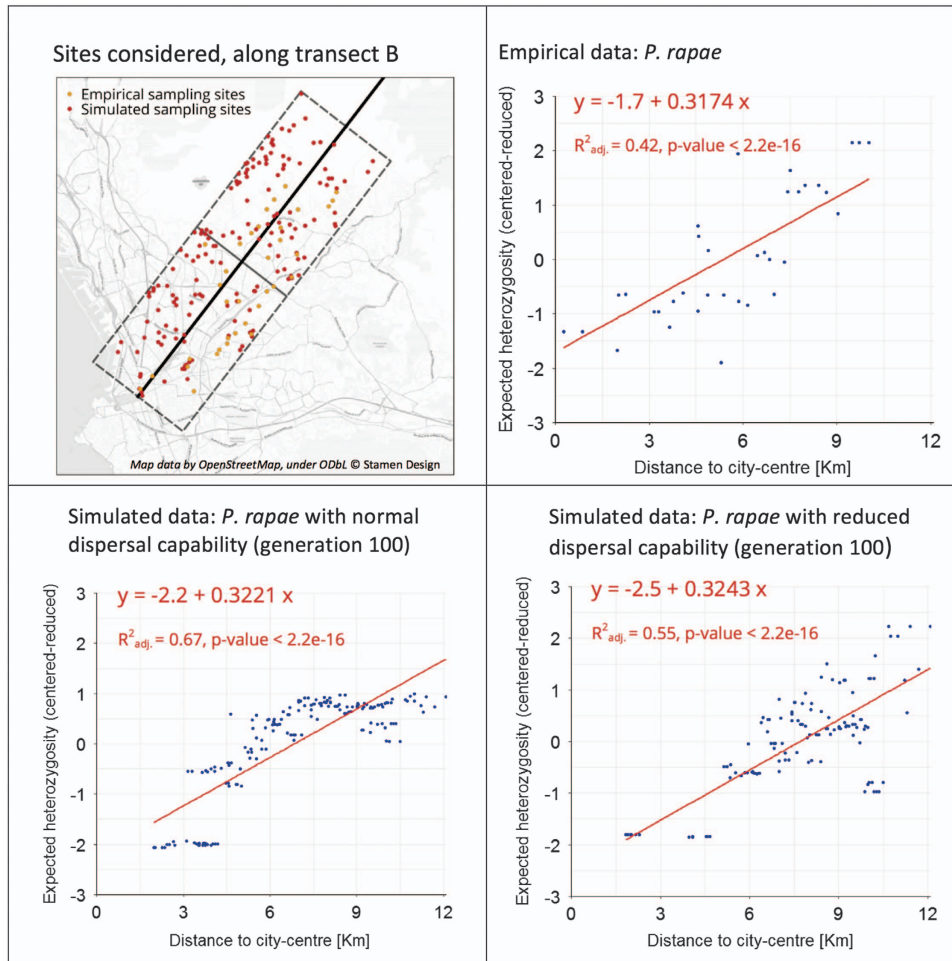 Sites considered, along transect B
Empirical sampling sites
Simulated sampling sites
Map data by OpenStreetMap, under ODbL © Stamen Design
Empirical data: P. rapae
y = -1.7 + 0.3174 x
R²adj. = 0.42, p-value < 2.2e-16
Expected heterozygosity (centered-reduced)
3
2
1
0
-1
-2
-3
0 3 6 9 12
Distance to city-centre [Km]
Simulated data: P. rapae with normal
dispersal capability (generation 100)
y = -2.2 + 0.3221 x
R²adj. = 0.67, p-value < 2.2e-16
Expected heterozygosity (centered-reduced)
3
2
1
0
-1
-2
-3
0 3 6 9 12
Distance to city-centre [Km]
Simulated data: P. rapae with reduced
dispersal capability (generation 100)
y = -2.5 + 0.3243 x
R²adj. = 0.55, p-value < 2.2e-16
Expected heterozygosity (centered-reduced)
3
2
1
0
-1
-2
-3
0 3 6 9 12
Distance to city-centre [Km]